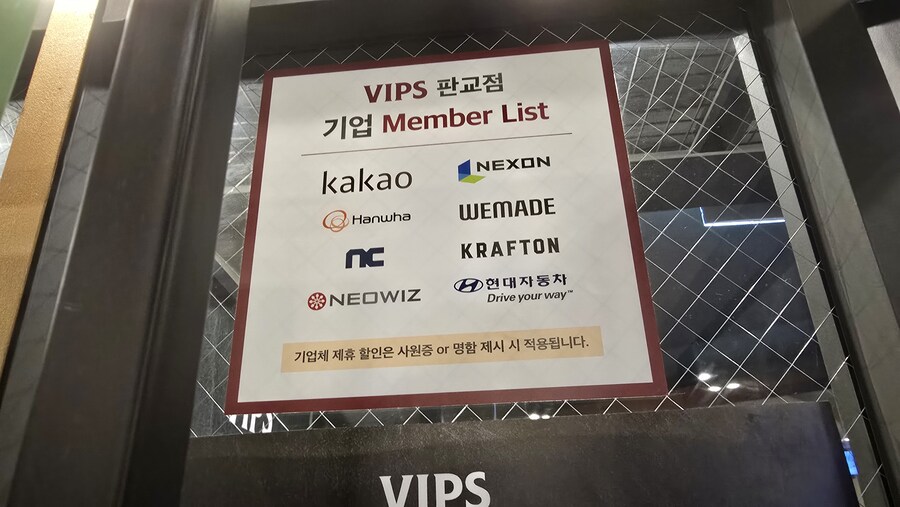 VIPS 판교점
기업 Member List
kakao
NEXON
Hanwha
WEMADE
nc
KRAFTON
NEOWIZ
현대자동차
Drive your way™
기업체 제휴 할인은 사원증 or 명함 제시 시 적용됩니다.
VIPS
VIPS